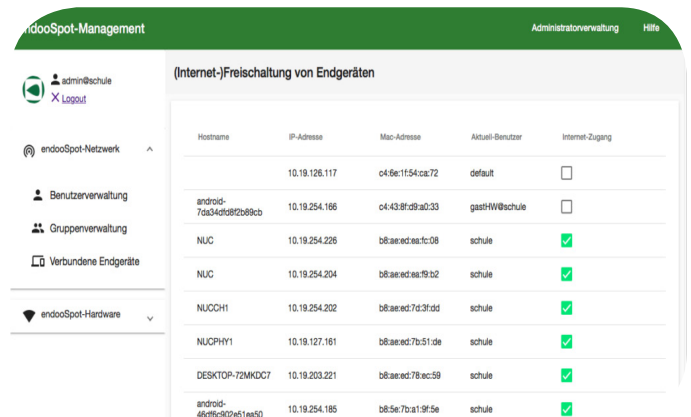 ndooSpot-Management Administratorverwaltung Hilfe
admin@schule
Logout
(Internet-)Freischaltung von Endgeräten
endooSpot-Netzwerk
Benutzerverwaltung
Gruppenverwaltung
Verbundene Endgeräte
endooSpot-Hardware
Hostname IP-Adresse Mac-Adresse Aktuell-Benutzer Internet-Zugang
10.19.126.117 c4:6e:1f:54:ca:72 default
android-
7da34dfd8f2b89cb 10.19.254.166 c4:43:8f:d9:a0:33 gastHW@schule
NUC 10.19.254.226 b8:ae:ed:ea:fc:08 schule
NUC 10.19.254.204 b8:ae:ed:ea:f9:b2 schule
NUCCH1 10.19.254.202 b8:ae:ed:7d:3f:dd schule
NUCPHY1 10.19.127.161 b8:ae:ed:7b:51:de schule
DESKTOP-72MKDC7 10.19.203.221 b8:ae:ed:78:ec:59 schule
android-
46df6c902e51ea50 10.19.254.185 b8:5e:7b:a1:9f:5e schule